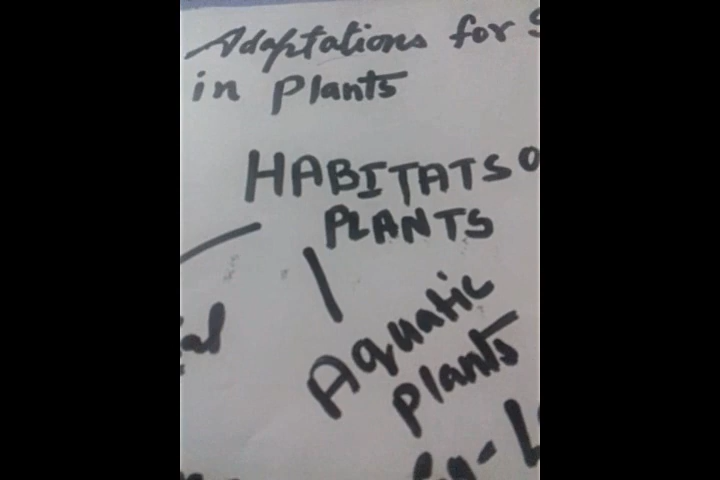 Adaptations for
in Plants
HABITATS
PLANTS
Aquatic
plants